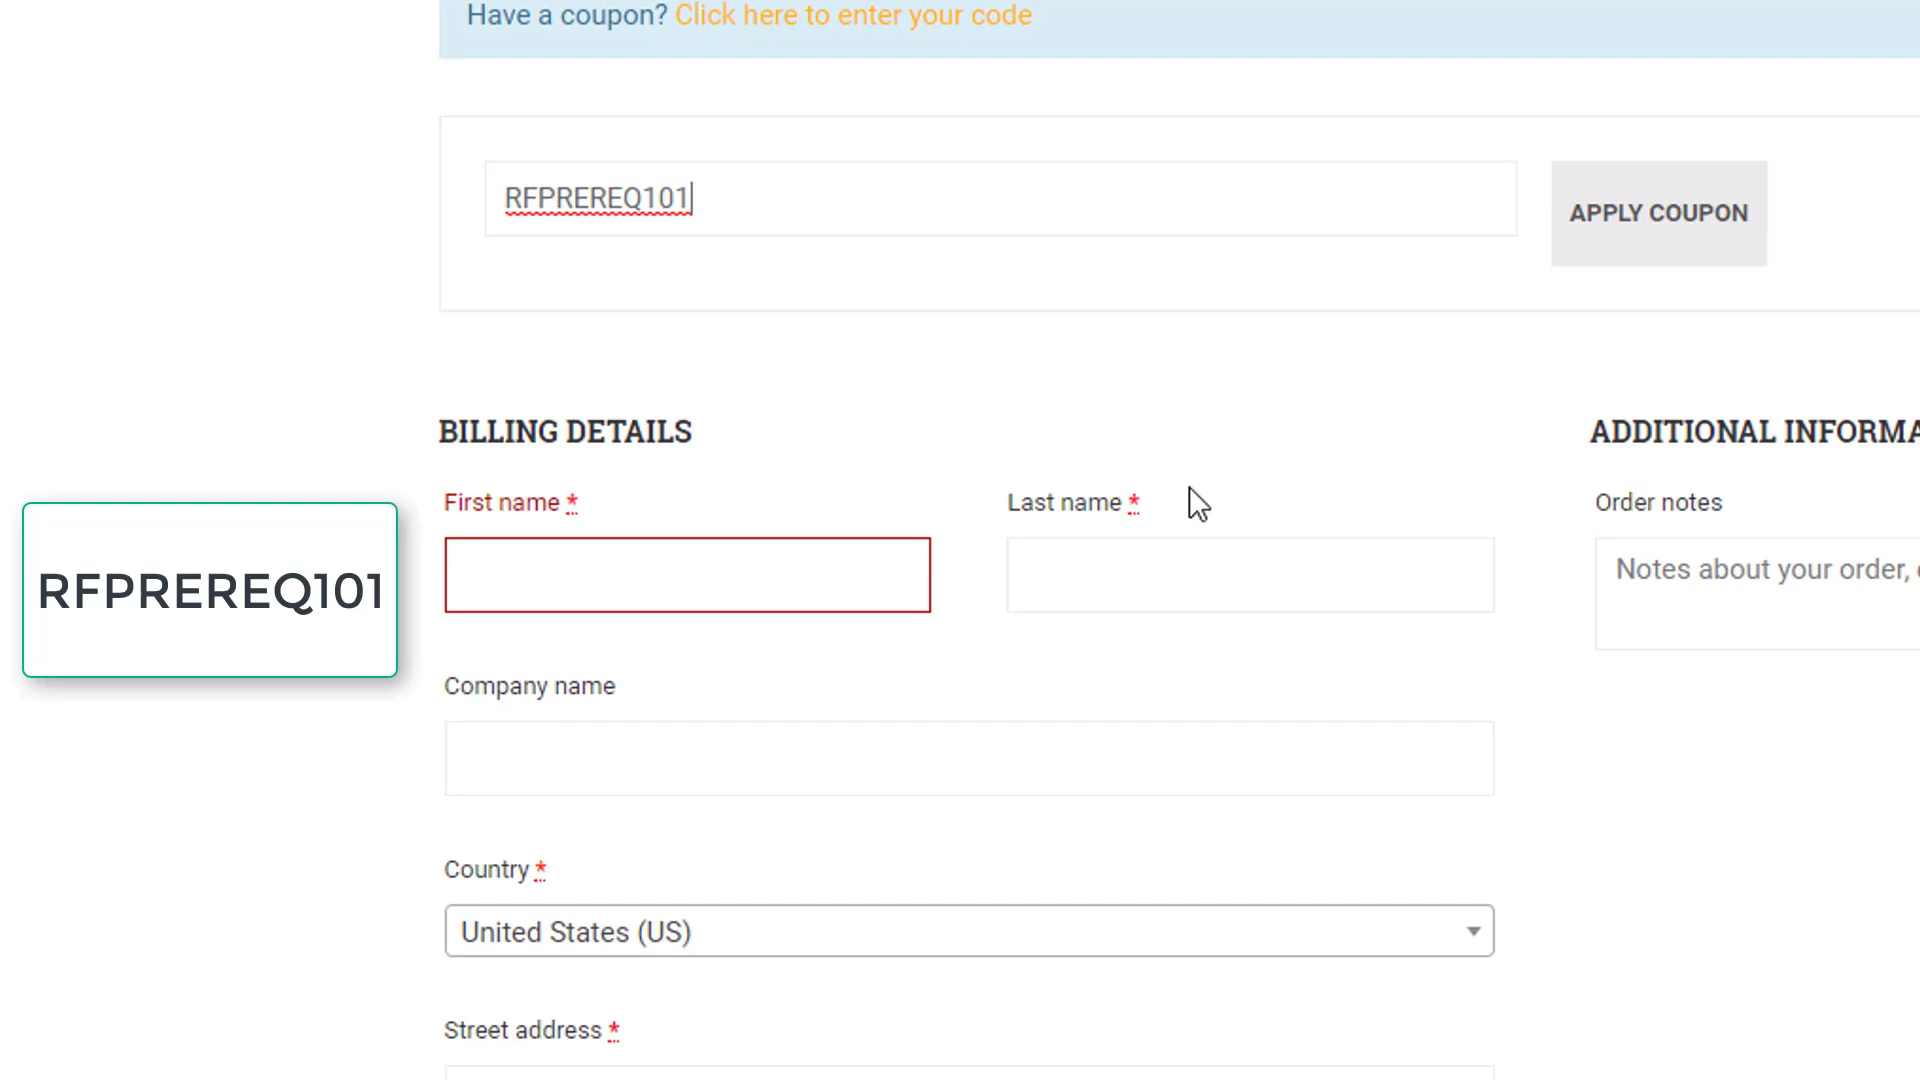 Have a coupon? Click here to enter your code
RFPREREQ101
APPLY COUPON
BILLING DETAILS
ADDITIONAL INFORMA
First name *
Last name *
Order notes
RFPREREQ101
Notes about your order,
Company name
Country *
United States (US)
Street address *